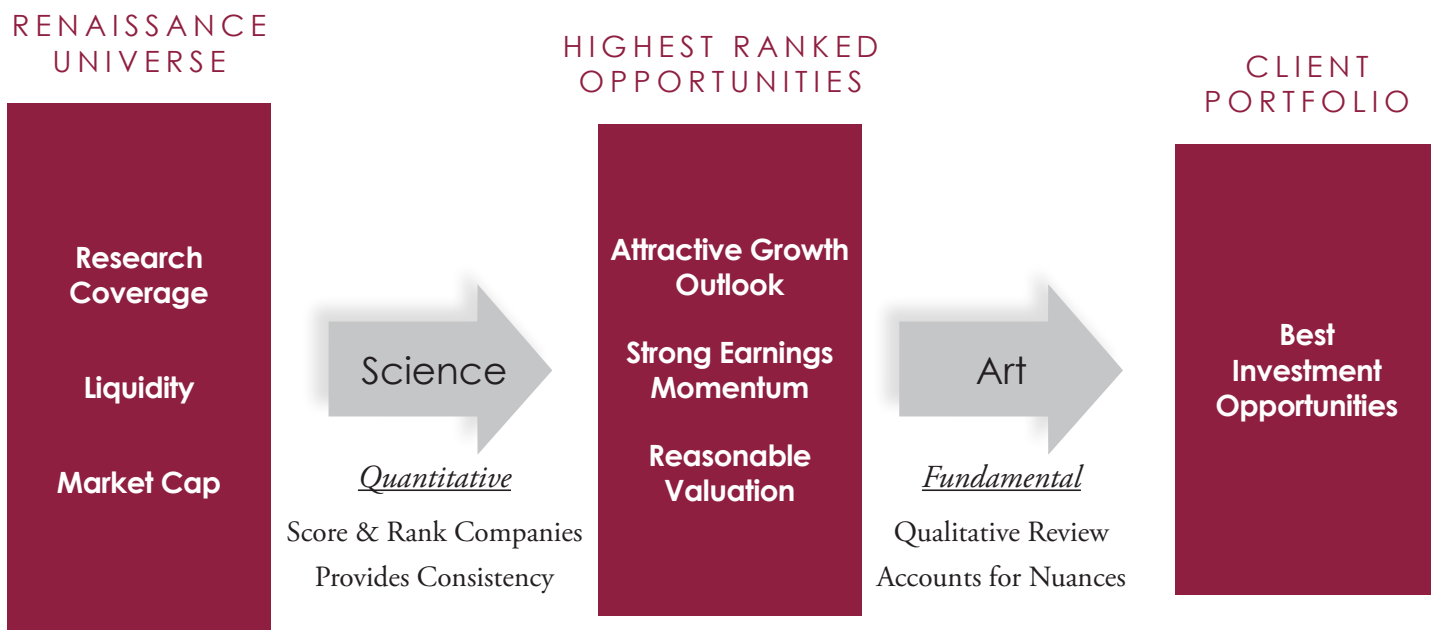 RENAISSANCE
UNIVERSE
Research
Coverage
Liquidity
Market Cap
Science
Quantitative
Score & Rank Companies
Provides Consistency
HIGHEST RANKED
OPPORTUNITIES
Attractive Growth
Outlook
Strong Earnings
Momentum
Reasonable
Valuation
Art
Fundamental
Qualitative Review
Accounts for Nuances
CLIENT
PORTFOLIO
Best
Investment
Opportunities